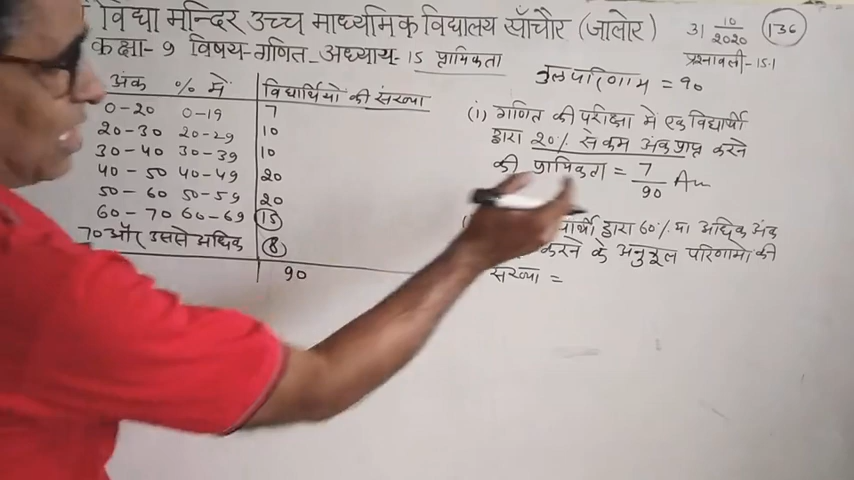 विद्या मन्दिर उच्च माध्यमिक विद्यालय साँचौर (जालोर)
3। 10/2020
136
कक्षा- 9 विषय-गणित - अध्याय- 15 प्रायिकता
प्रश्नावली-15.1
अंक % में विद्यार्थियो की संख्या
0-20 0-19 7
20-30 20-29 10
30-40 30-39 10
40-50 40-49 20
50-60 50-59 20
60-70 60-69 15
70 और उससे अधिक 8
90
कुल परिणाम = 90
(i) गणित की परीक्षा मे एक विद्यार्थी
द्वारा 20% से कम अंक प्राप्त करने
की प्रायिकता = 7/90 Ans
द्वारा 60% या अधिक अंक
करने के अनुकूल परिणामो की
संख्या =